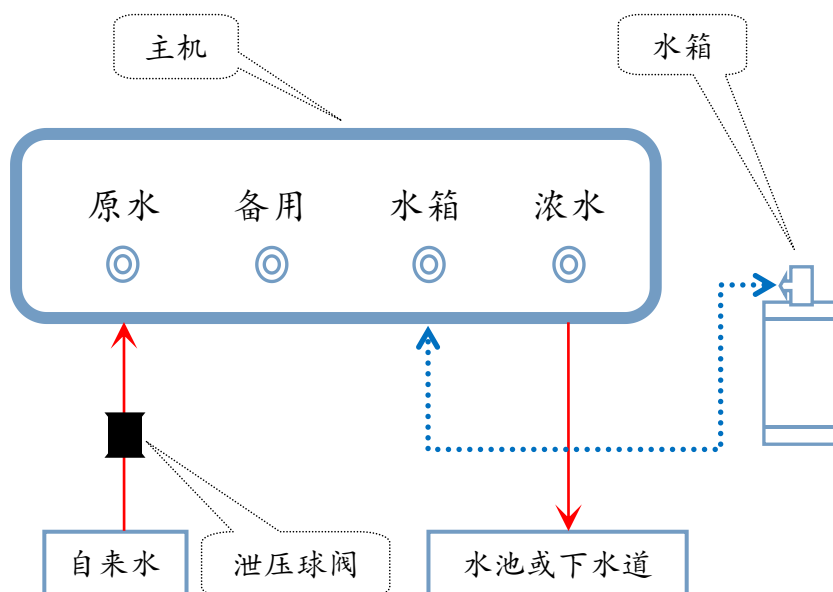 主机
水箱
原水
备用
水箱
浓水
自来水
泄压球阀
水池或下水道